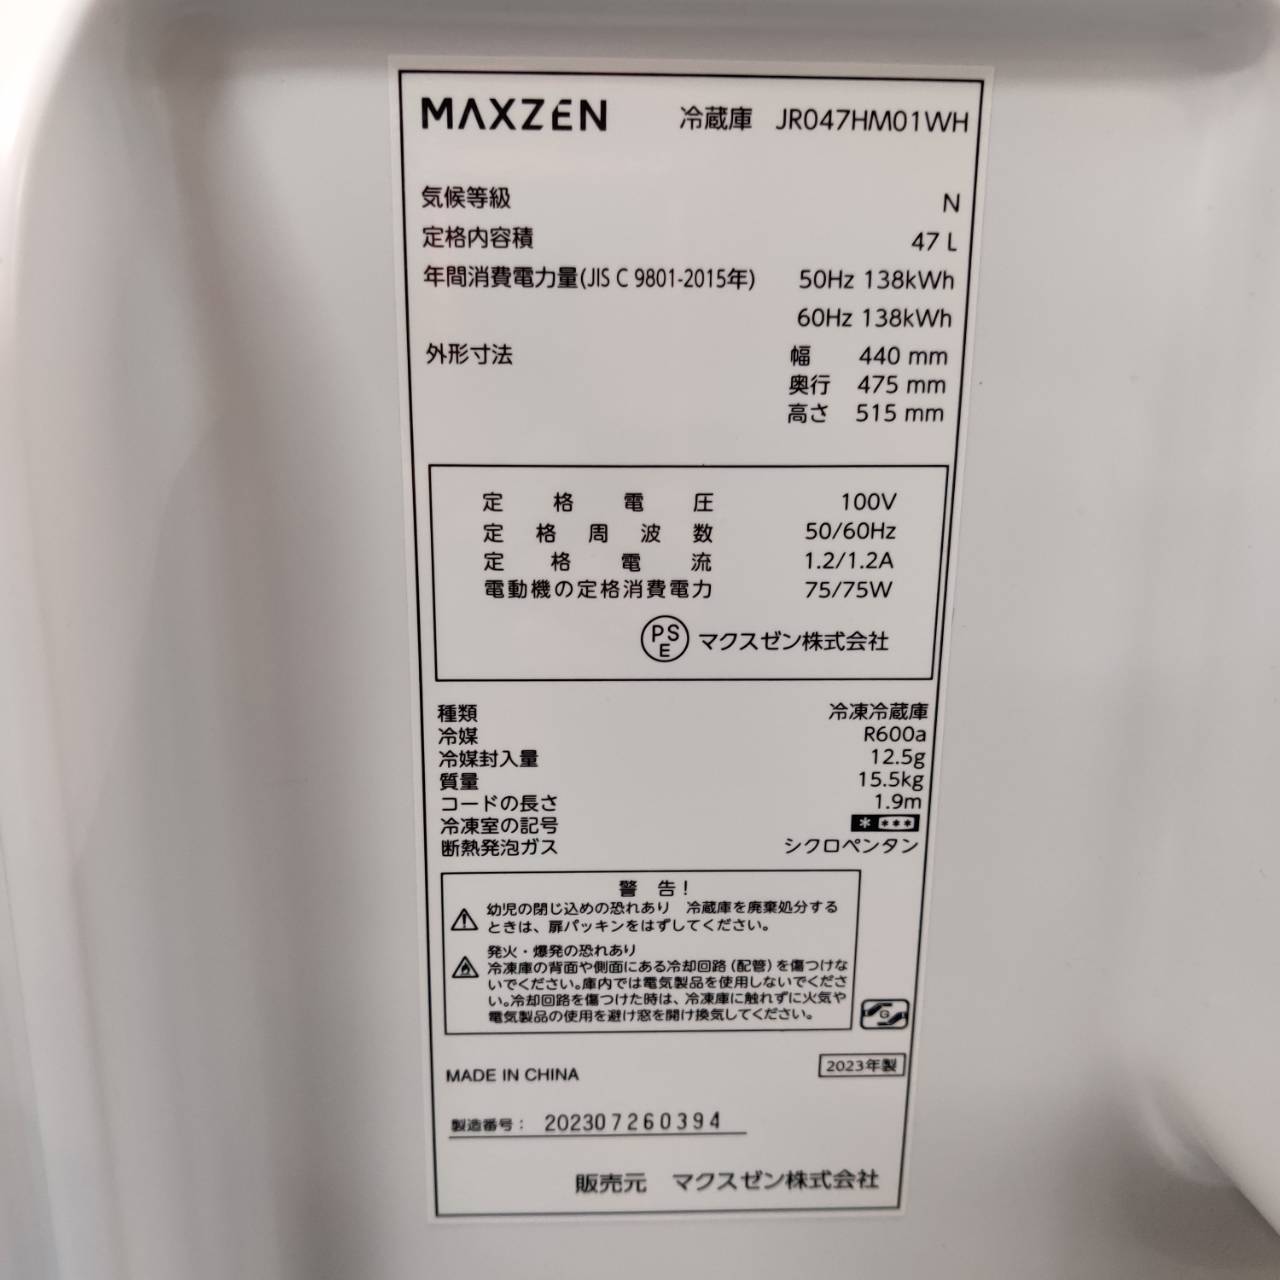 MAXZEN 冷蔵庫 JR047HM01WH
気候等級 N
定格内容積 47 L
年間消費電力量(JIS C 9801-2015年) 50Hz 138kWh
60Hz 138kWh
外形寸法 幅 440 mm
奥行 475 mm
高さ 515 mm
定格電圧 100V
定格周波数 50/60Hz
定格電流 1.2/1.2A
電動機の定格消費電力 75/75W
PSE マクスゼン株式会社
種類 冷凍冷蔵庫
冷媒 R600a
冷媒封入量 12.5g
質量 15.5kg
コードの長さ 1.9m
冷凍室の記号 * ***
断熱発泡ガス シクロペンタン
警 告!
幼児の閉じ込めの恐れあり 冷蔵庫を廃棄処分する
ときは、扉パッキンをはずしてください。
発火・爆発の恐れあり
冷凍庫の背面や側面にある冷却回路(配管)を傷つけな
いでください。庫内では電気製品を使用しないでくださ
い。冷却回路を傷つけた時は、冷凍庫に触れずに火気や
電気製品の使用を避け窓を開け換気してください。
G
MADE IN CHINA 2023年製
製造番号: 202307260394
販売元 マクスゼン株式会社